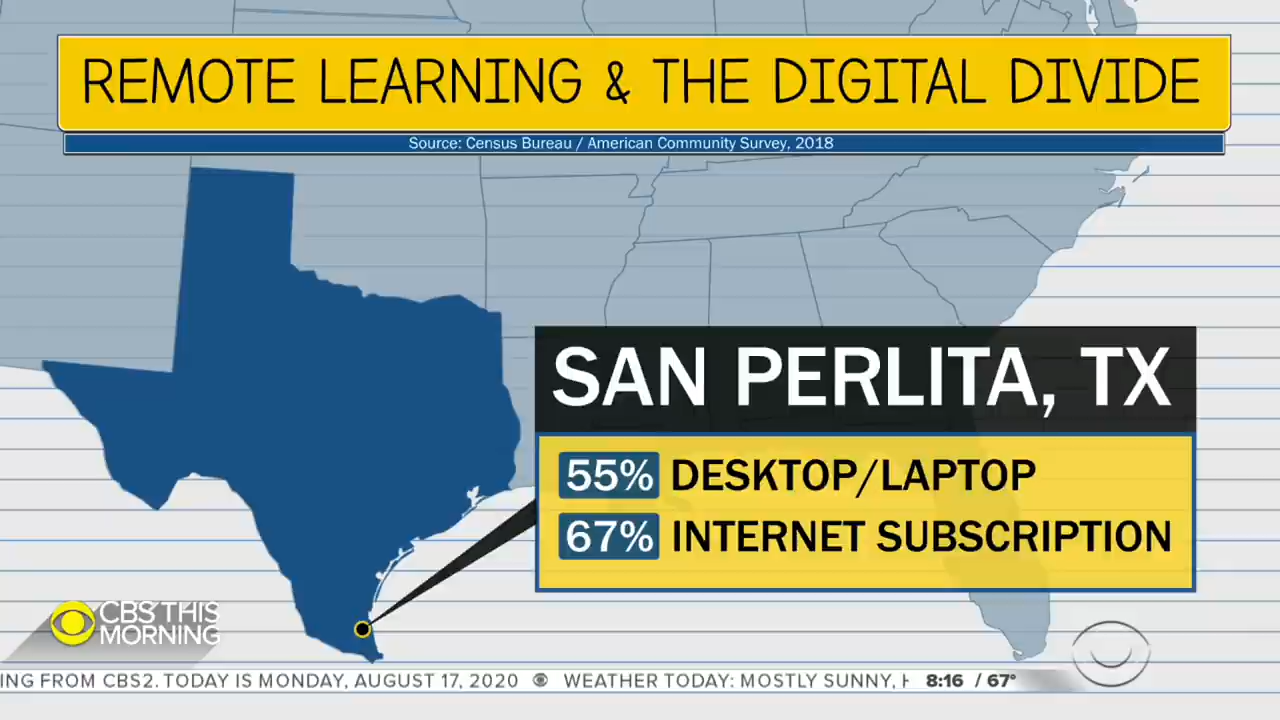 REMOTE LEARNING & THE DIGITAL DIVIDE
Source: Census Bureau / American Community Survey, 2018
SAN PERLITA, TX
55% DESKTOP/LAPTOP
67% INTERNET SUBSCRIPTION
CBS THIS
MORNING
ING FROM CBS2. TODAY IS MONDAY, AUGUST 17, 2020 WEATHER TODAY: MOSTLY SUNNY, 8:16 / 67°